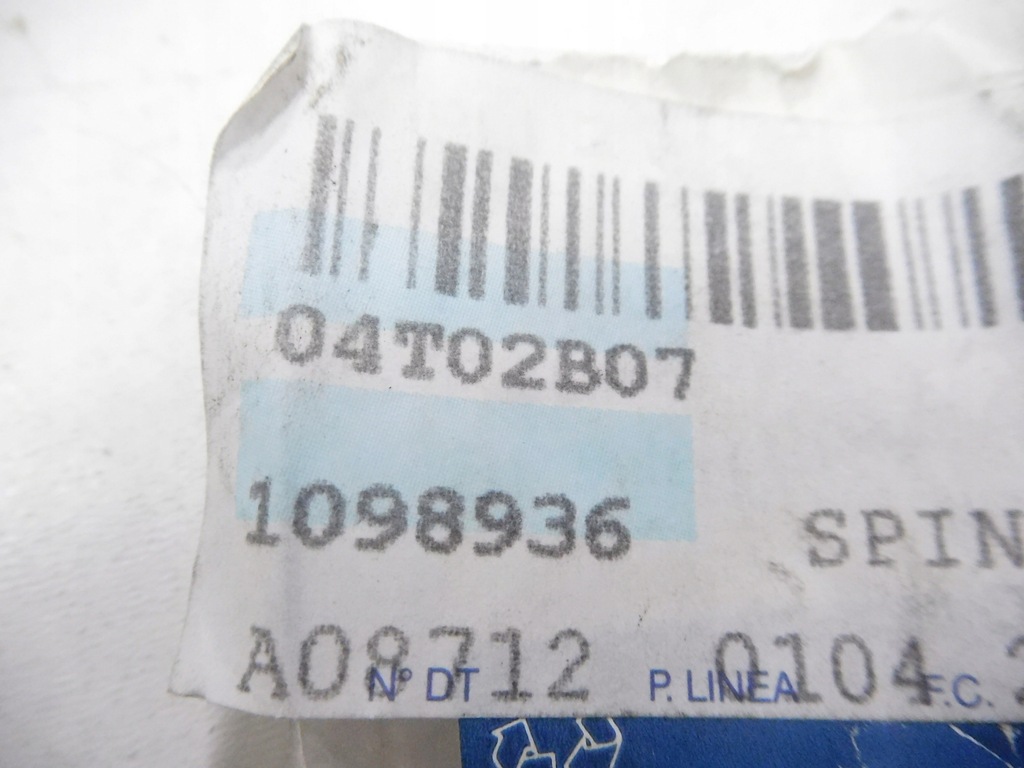 04T02B07
1098936 SPIN
A08712 0104
N° DT P. LINEA F.C.